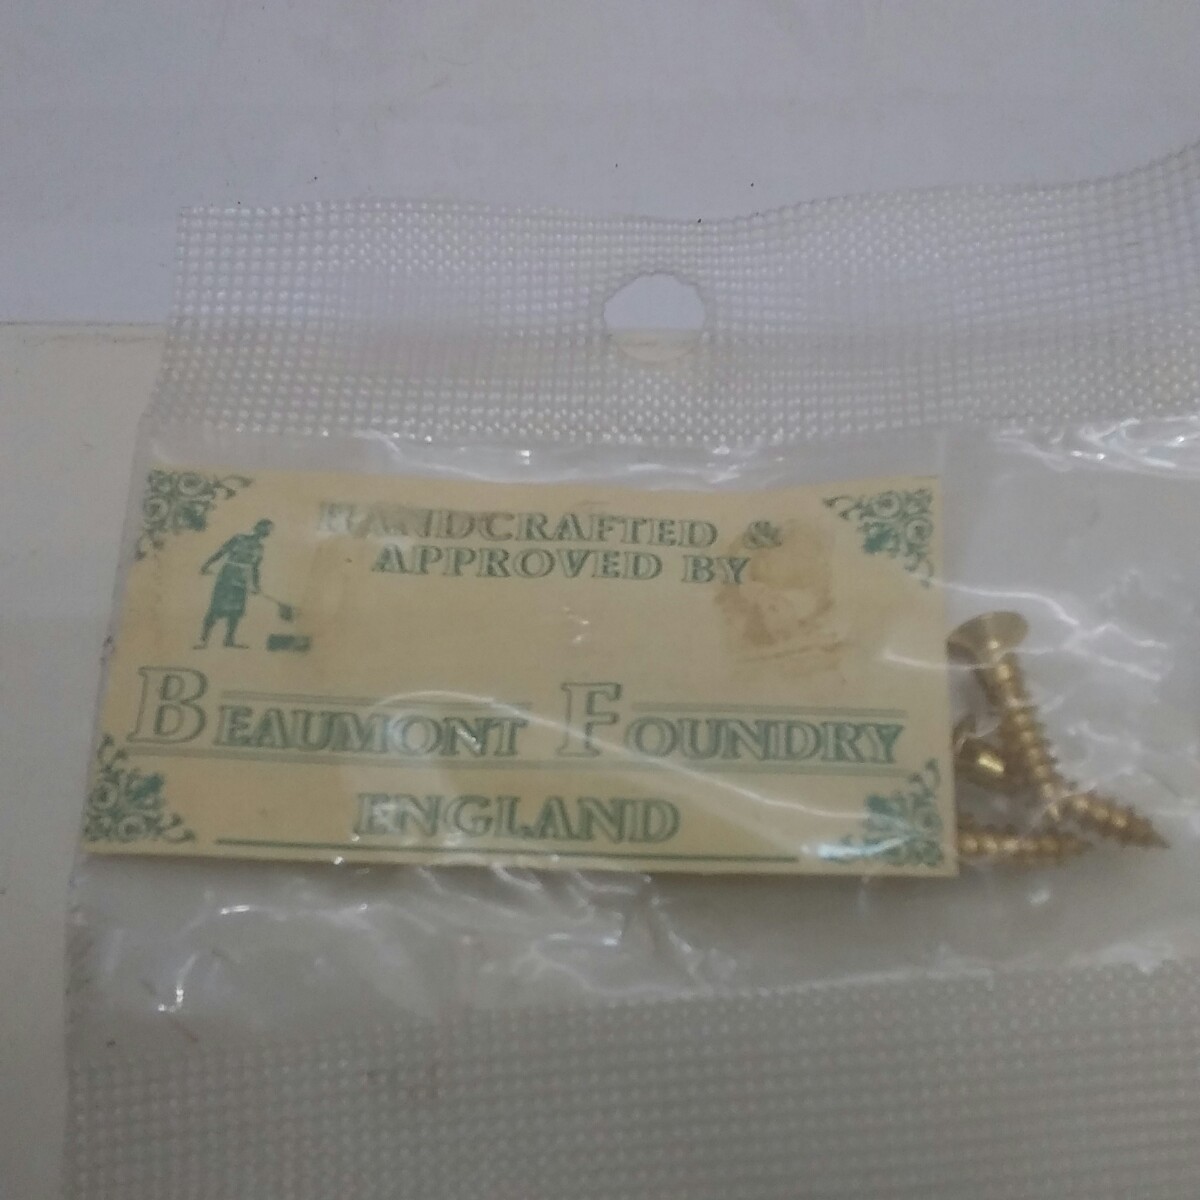 HANDCRAFTED &
APPROVED BY
BEAUMONT FOUNDRY
ENGLAND